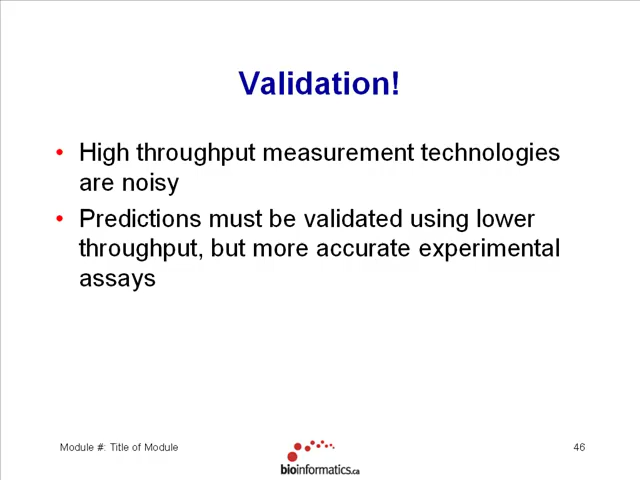 Validation!
• High throughput measurement technologies
are noisy
• Predictions must be validated using lower
throughput, but more accurate experimental
assays
Module #: Title of Module
bioinformatics.ca
46